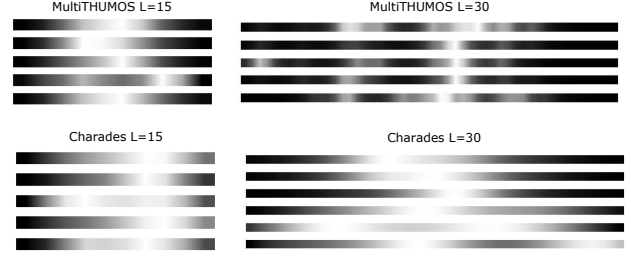 MultiTHUMOS L=15
MultiTHUMOS L=30
Charades L=15
Charades L=30